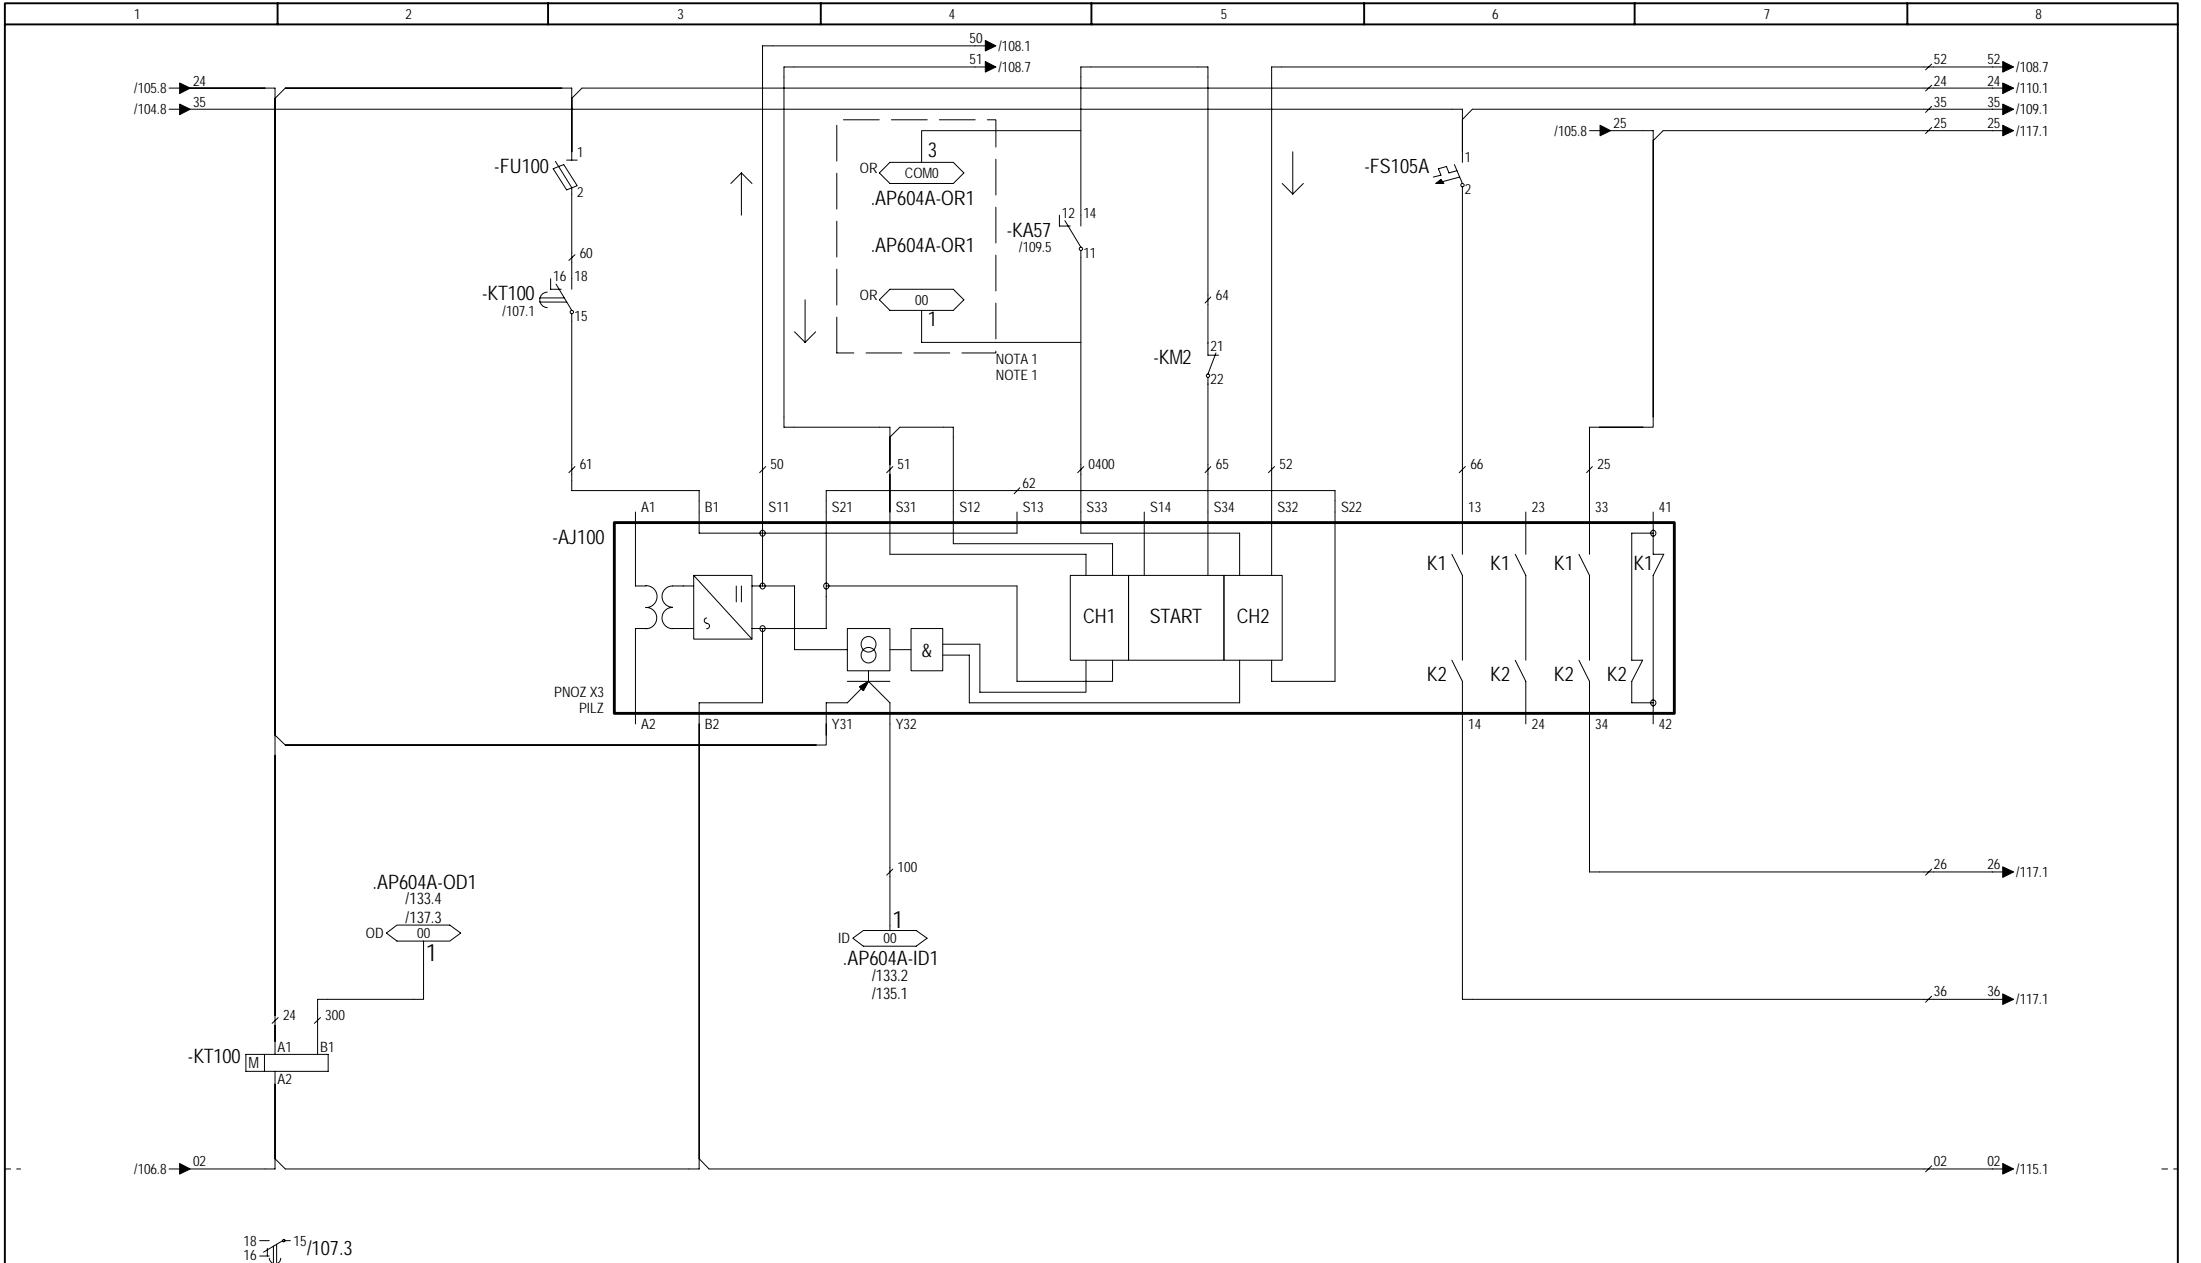 1 2 3 4 5 6 7 8
50 /108.1
51 /108.7
52 52 /108.7
/105.8 24
24 24 /110.1
/104.8 35
35 35 /109.1
/105.8 25
25 25 /117.1
-FU100
1
2
3
OR COM0
.AP604A-OR1
-FS105A
1
2
12 14
-KA57
/109.5
11
.AP604A-OR1
60
16 18
-KT100
/107.1
15
OR 00
1
64
NOTA 1
NOTE 1
21
-KM2
22
61 50 51 0400 65 52 66 25
62
A1 B1 S11 S21 S31 S12 S13 S33 S14 S34 S32 S22 13 23 33 41
-AJ100
K1 K1 K1 K1
CH1 START CH2
&
K2 K2 K2 K2
PNOZ X3
PILZ
A2 B2 Y31 Y32 14 24 34 42
100
26 26 /117.1
.AP604A-OD1
/133.4
/137.3
OD 00
1
1
ID 00
.AP604A-ID1
/133.2
/135.1
36 36 /117.1
24 300
-KT100
M
A1 B1
A2
/106.8 02
02 02 /115.1
18 15 /107.3
16